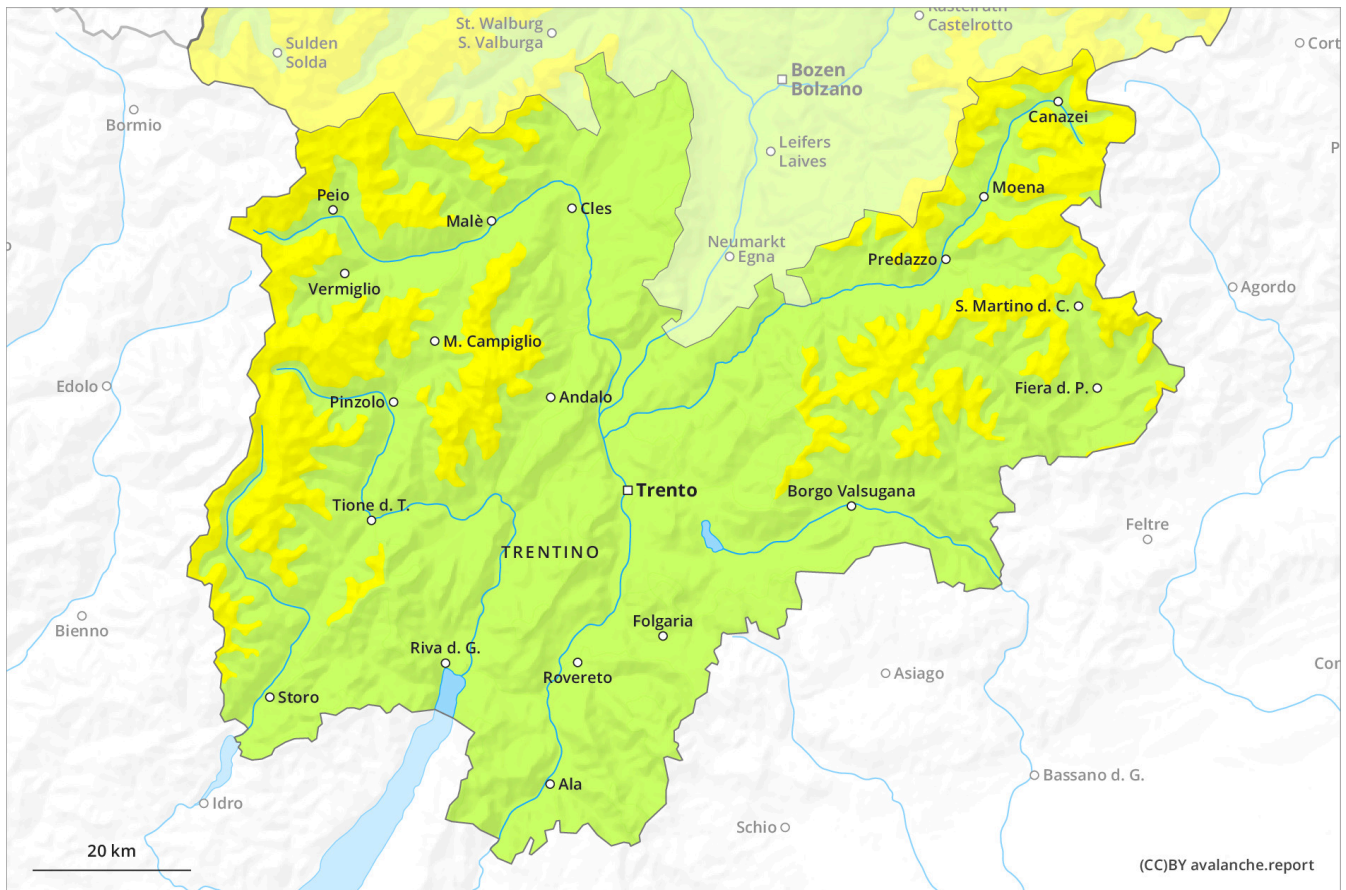 Kastelruth
Castelrotto
St. Walburg
S. Valburga
Sulden
Solda
Cort
Bozen
Bolzano
Bormio
Canazei
Leifers
Laives
P
Peio
Moena
Malè
Cles
Neumarkt
Egna
Predazzo
Vermiglio
Agordo
S. Martino d. C.
M. Campiglio
Edolo
Fiera d. P.
Pinzolo
Andalo
Trento
Borgo Valsugana
Tione d. T.
Feltre
TRENTINO
Bienno
Folgaria
Riva d. G.
Cor
Asiago
Rovereto
Storo
Bassano d. G.
Ala
Idro
Schio
20 km
(CC)BY avalanche.report